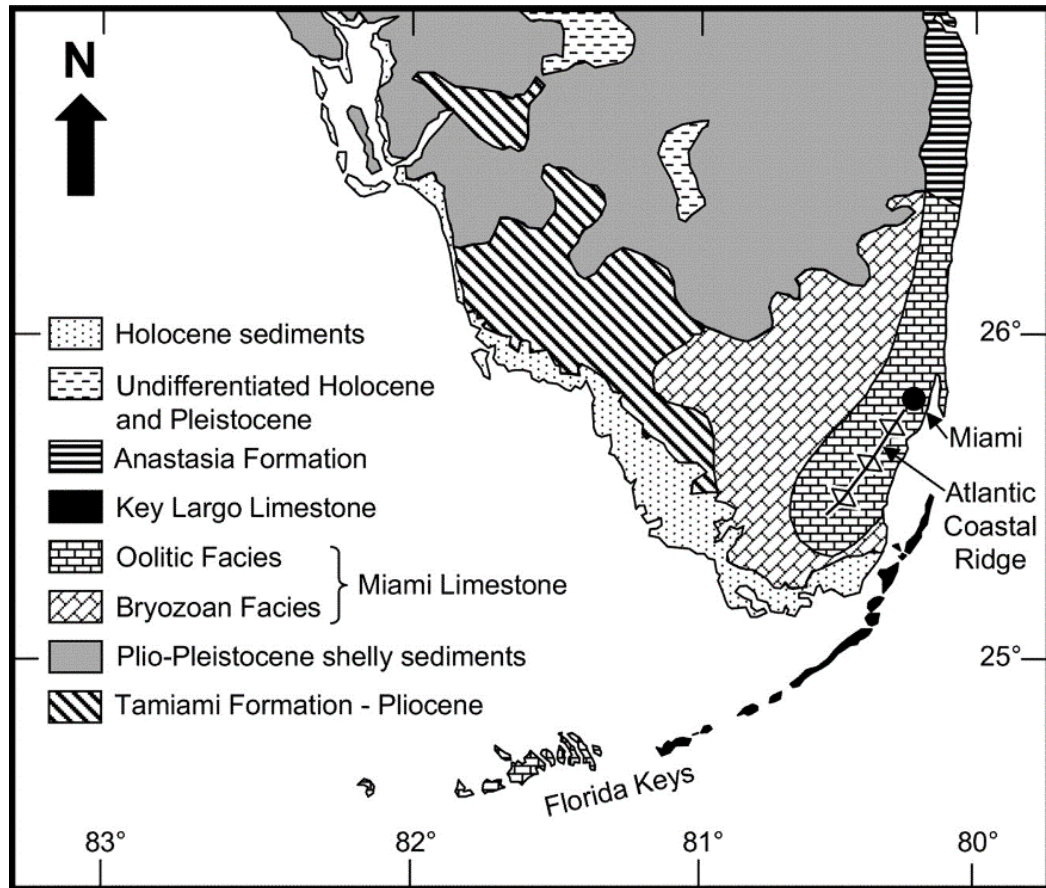 N
Holocene sediments
Undifferentiated Holocene
and Pleistocene
Anastasia Formation
Key Largo Limestone
Oolitic Facies
Bryozoan Facies
Miami Limestone
Plio-Pleistocene shelly sediments
Tamiami Formation - Pliocene
26°
Miami
Atlantic
Coastal
Ridge
25°
Florida Keys
83°
82°
81°
80°